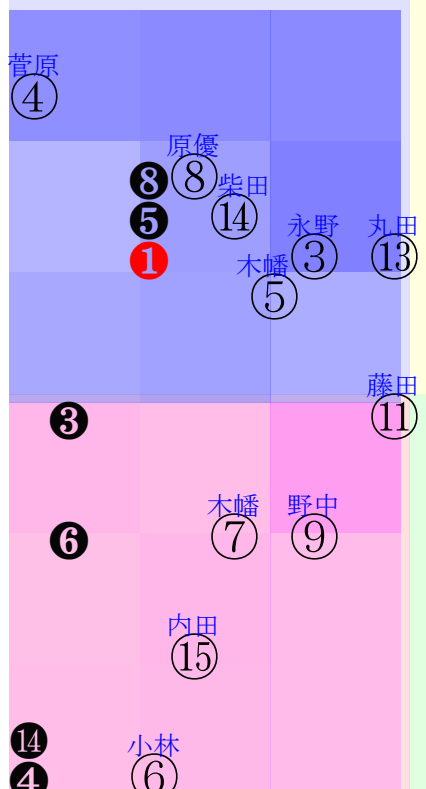 菅原
④
原優
❽ ⑧
柴田
❺ ⑭
永野 丸田
❶ ③ ⑬
木幡
⑤
藤田
❸ ⑪
木幡 野中
❻ ⑦ ⑨
内田
⑮
⓮
小林
❹ ⑥